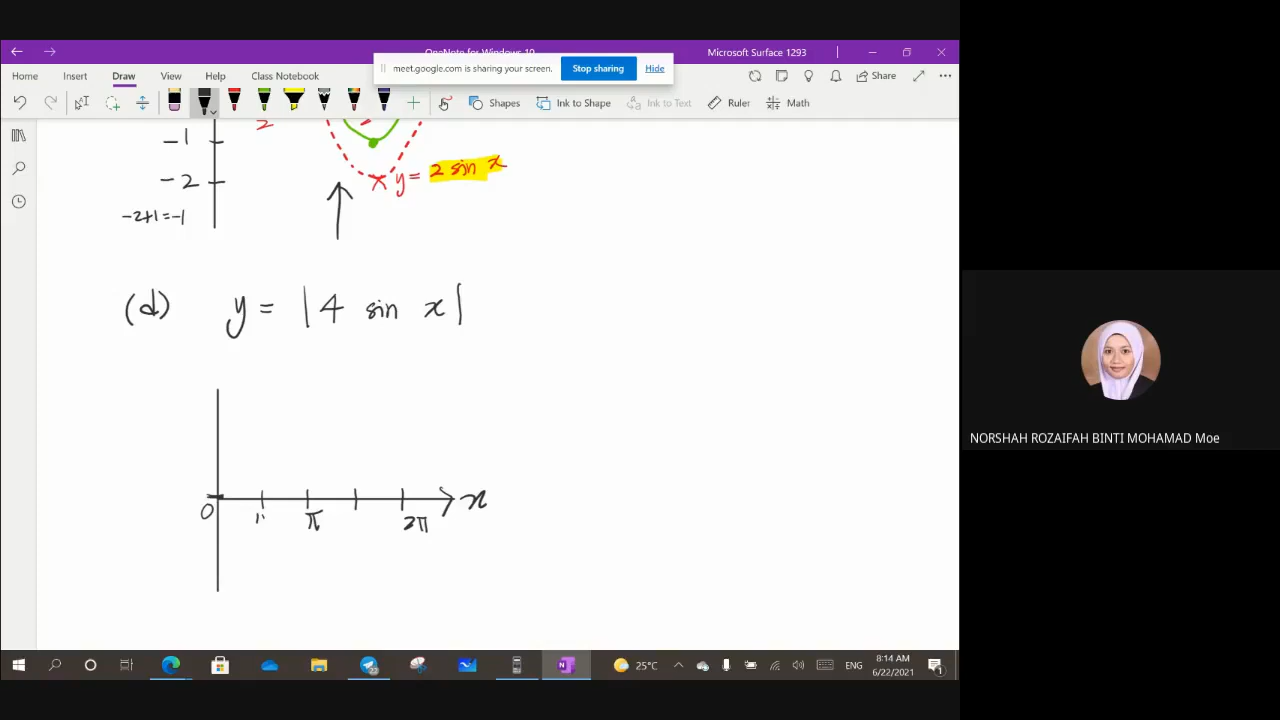 OneNote for Windows 10
Microsoft Surface 1293
meet.google.com is sharing your screen.
Stop sharing
Hide
Home Insert Draw View Help Class Notebook
Share
Shapes Ink to Shape Ink to Text Ruler Math
-1
2
-2
y = 2 sin x
-2+1=-1
(d) y = |4 sin x|
0 π 2π x
NORSHAH ROZAIFAH BINTI MOHAMAD Moe
25°C
ENG
8:14 AM
6/22/2021
1